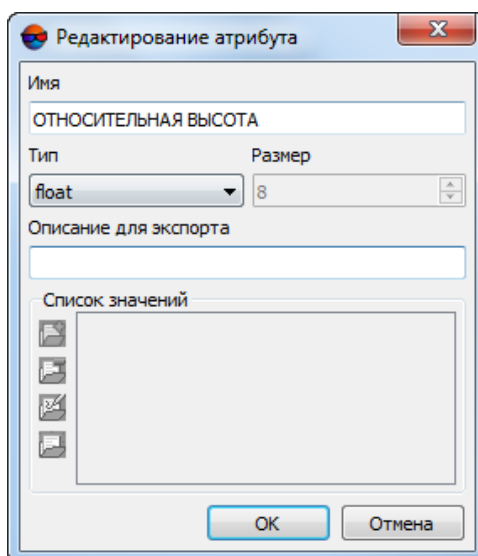 Редактирование атрибута
Имя
ОТНОСИТЕЛЬНАЯ ВЫСОТА
Тип Размер
float 8
Описание для экспорта
Список значений
OK Отмена